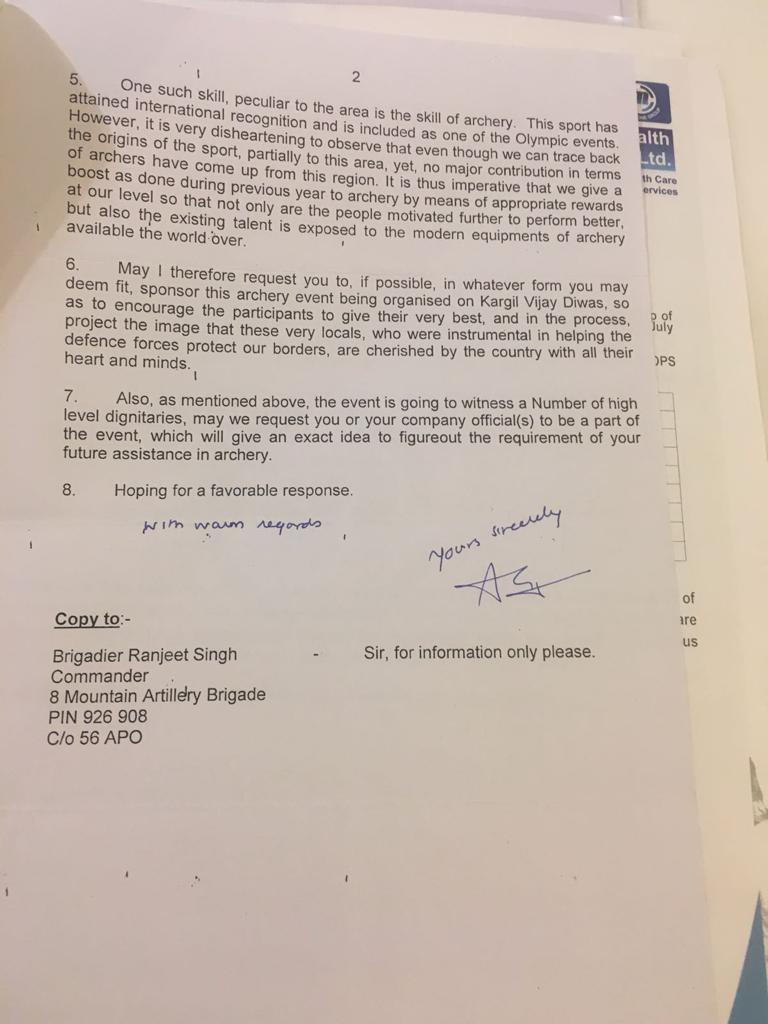 2
5. One such skill, peculiar to the area is the skill of archery. This sport has
attained international recognition and is included as one of the Olympic events.
However, it is very disheartening to observe that even though we can trace back
the origins of the sport, partially to this area, yet, no major contribution in terms
of archers have come up from this region. It is thus imperative that we give a
boost as done during previous year to archery by means of appropriate rewards
at our level so that not only are the people motivated further to perform better,
but also the existing talent is exposed to the modern equipments of archery
available the world over.
6. May I therefore request you to, if possible, in whatever form you may
deem fit, sponsor this archery event being organised on Kargil Vijay Diwas, so
as to encourage the participants to give their very best, and in the process,
project the image that these very locals, who were instrumental in helping the
defence forces protect our borders, are cherished by the country with all their
heart and minds.
7. Also, as mentioned above, the event is going to witness a Number of high
level dignitaries, may we request you or your company official(s) to be a part of
the event, which will give an exact idea to figureout the requirement of your
future assistance in archery.
8. Hoping for a favorable response.
with warm regards
Yours sincerely
Copy to:-
Brigadier Ranjeet Singh - Sir, for information only please.
Commander
8 Mountain Artillery Brigade
PIN 926 908
C/o 56 APO
alth
Ltd.
th Care
ervices
of
July
OPS
of
are
us